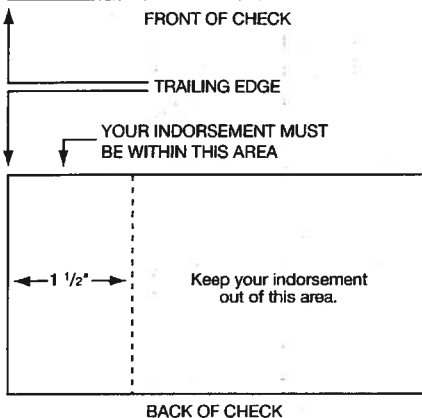 FRONT OF CHECK
TRAILING EDGE
YOUR INDORSEMENT MUST
BE WITHIN THIS AREA
1 1/2"
Keep your indorsement
out of this area.
BACK OF CHECK